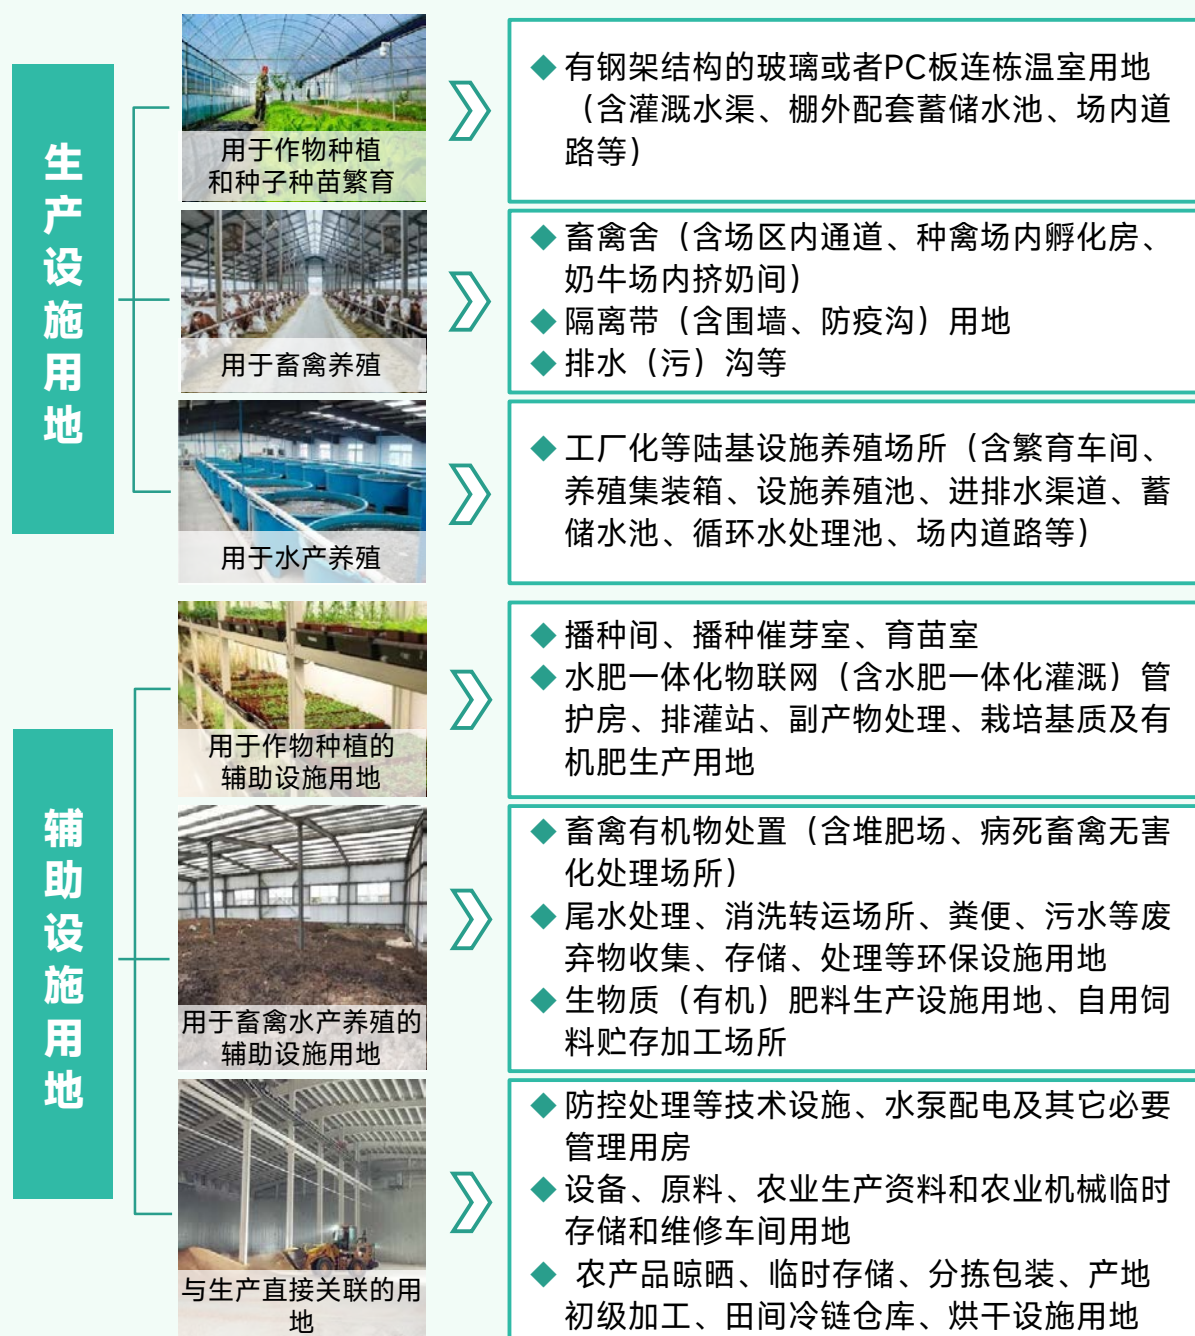 生产设施用地
用于作物种植
和种子种苗繁育
◆有钢架结构的玻璃或者PC板连栋温室用地
（含灌溉水渠、棚外配套蓄储水池、场内道
路等）
用于畜禽养殖
◆畜禽舍（含场区内通道、种禽场内孵化房、
奶牛场内挤奶间）
◆隔离带（含围墙、防疫沟）用地
◆排水（污）沟等
用于水产养殖
◆工厂化等陆基设施养殖场所（含繁育车间、
养殖集装箱、设施养殖池、进排水渠道、蓄
储水池、循环水处理池、场内道路等）
辅助设施用地
用于作物种植的
辅助设施用地
◆播种间、播种催芽室、育苗室
◆水肥一体化物联网（含水肥一体化灌溉）管
护房、排灌站、副产物处理、栽培基质及有
机肥生产用地
用于畜禽水产养殖的
辅助设施用地
◆畜禽有机物处置（含堆肥场、病死畜禽无害
化处理场所）
◆尾水处理、消洗转运场所、粪便、污水等废
弃物收集、存储、处理等环保设施用地
◆生物质（有机）肥料生产设施用地、自用饲
料贮存加工场所
与生产直接关联的用
地
◆防控处理等技术设施、水泵配电及其它必要
管理用房
◆设备、原料、农业生产资料和农业机械临时
存储和维修车间用地
◆农产品晾晒、临时存储、分拣包装、产地
初级加工、田间冷链仓库、烘干设施用地